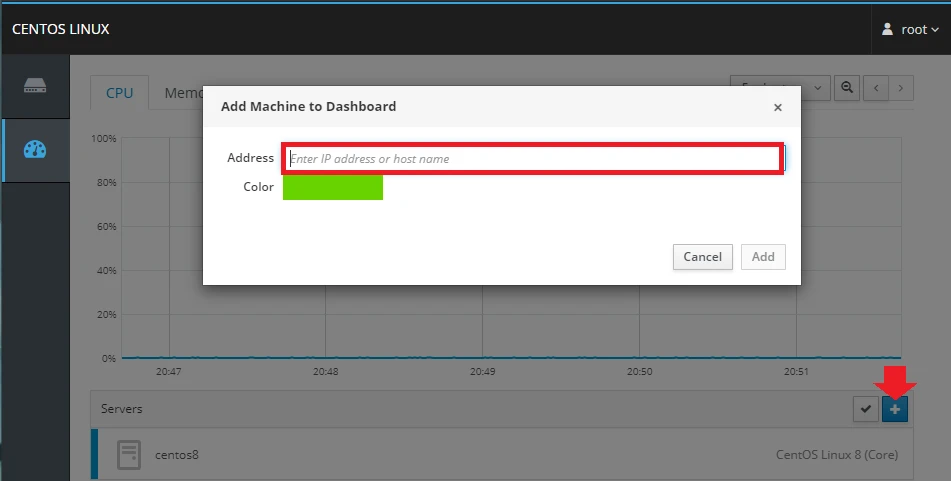 CENTOS LINUX
root
CPU
Add Machine to Dashboard
×
Address
Enter IP address or host name
Color
Cancel
Add
100%
80%
60%
40%
20%
0%
20:47
20:48
20:49
20:50
20:51
Servers
centos8
CentOS Linux 8 (Core)